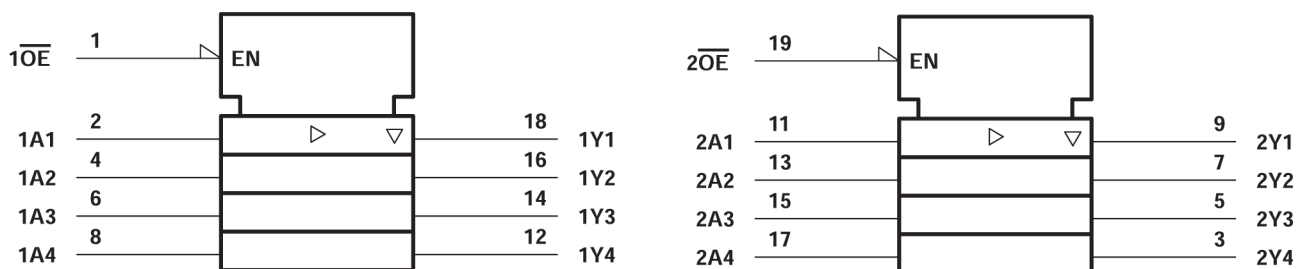 1 19
1OE EN 2OE EN
2 18 11 9
1A1 1Y1 2A1 2Y1
4 16 13 7
1A2 1Y2 2A2 2Y2
6 14 15 5
1A3 1Y3 2A3 2Y3
8 12 17 3
1A4 1Y4 2A4 2Y4